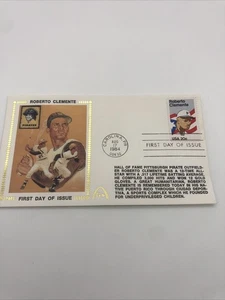 ROBERTO CLEMENTE
FIRST DAY OF ISSUE
Roberto
Clemente
USA 20c
CAROLINA, PR
AUG
17
1984
FIRST DAY OF ISSUE
HALL OF FAME PITTSBURGH PIRATE OUTFIELD-
ER ROBERTO CLEMENTE WAS A 12-TIME ALL-
STAR WITH A .317 LIFETIME BATTING AVERAGE.
HE COMPILED 3,000 HITS AND WON 12 GOLD
GLOVES. A GREAT HUMANITARIAN, ROBERTO
CLEMENTE IS REMEMBERED TODAY IN HIS NA-
TIVE PUERTO RICO THROUGH CIUDAD DEPOR-
TIVA, A SPORTS COMPLEX WHICH HE FOUNDED
FOR UNDERPRIVILEGED CHILDREN.